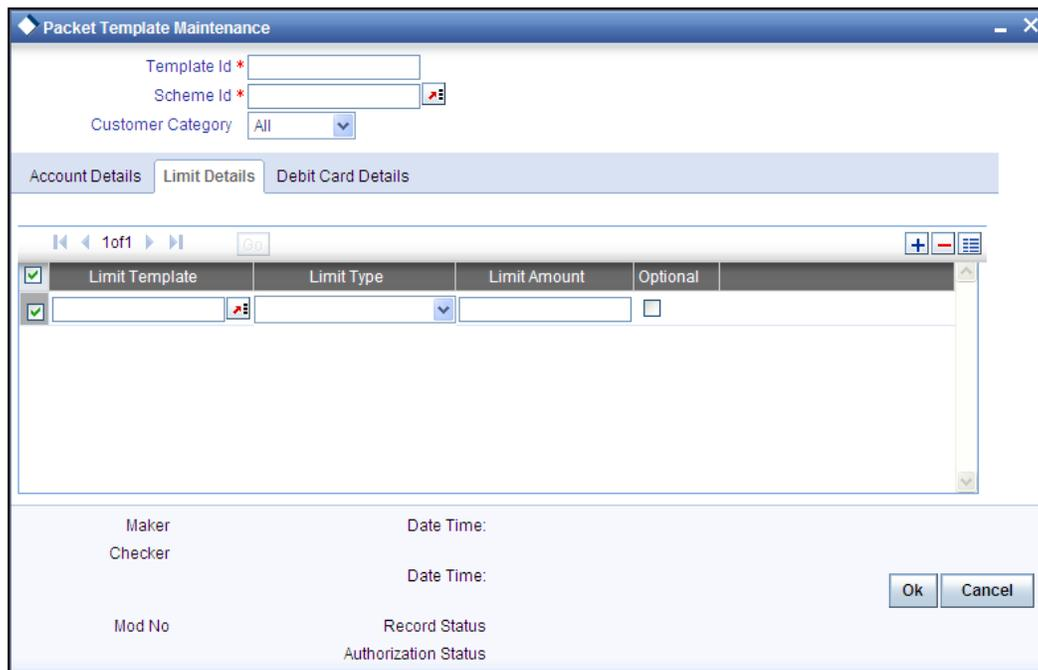 Packet Template Maintenance
Template Id *
Scheme Id *
Customer Category All
Account Details Limit Details Debit Card Details
1of1 Go
Limit Template Limit Type Limit Amount Optional
Maker Date Time:
Checker
Date Time:
Ok Cancel
Mod No Record Status
Authorization Status